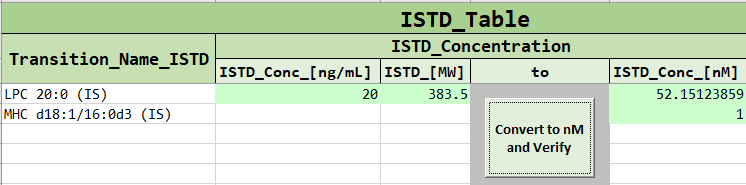 ISTD_Table
Transition_Name_ISTD
ISTD_Concentration
ISTD_Conc_[ng/mL] ISTD_[MW] to ISTD_Conc_[nM]
LPC 20:0 (IS) 20 383.5 52.15123859
MHC d18:1/16:0d3 (IS) 1
Convert to nM
and Verify